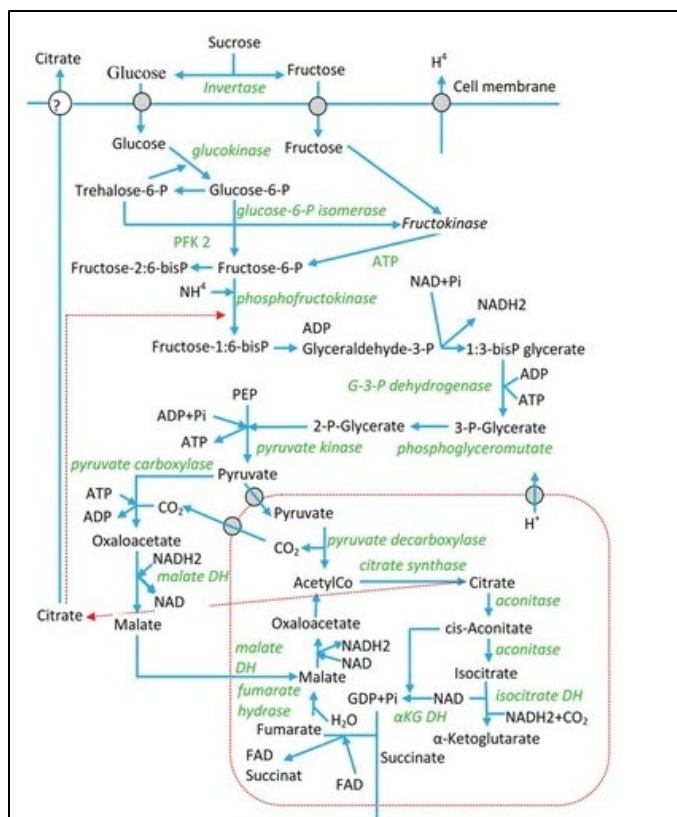 Sucrose
Citrate
Glucose
Fructose
H⁴
Invertase
Cell membrane
?
Glucose
glucokinase
Fructose
Trehalose-6-P
Glucose-6-P
glucose-6-P isomerase
Fructokinase
PFK 2
ATP
Fructose-2:6-bisP
Fructose-6-P
NAD+Pi
NH⁴
phosphofructokinase
NADH2
ADP
Fructose-1:6-bisP
Glyceraldehyde-3-P
1:3-bisP glycerate
G-3-P dehydrogenase
ADP
ATP
PEP
ADP+Pi
2-P-Glycerate
3-P-Glycerate
ATP
pyruvate kinase
phosphoglyceromutate
pyruvate carboxylase
Pyruvate
ATP
ADP
CO₂
Pyruvate
H⁺
Oxaloacetate
CO₂
pyruvate decarboxylase
NADH2
malate DH
citrate synthase
NAD
AcetylCo
Citrate
Citrate
Malate
aconitase
Oxaloacetate
cis-Aconitate
malate
DH
NADH2
NAD
aconitase
Isocitrate
Malate
fumarate
hydrase
GDP+Pi
NAD
isocitrate DH
αKG DH
NADH2+CO₂
H₂O
Fumarate
α-Ketoglutarate
FAD
Succinat
FAD
Succinate